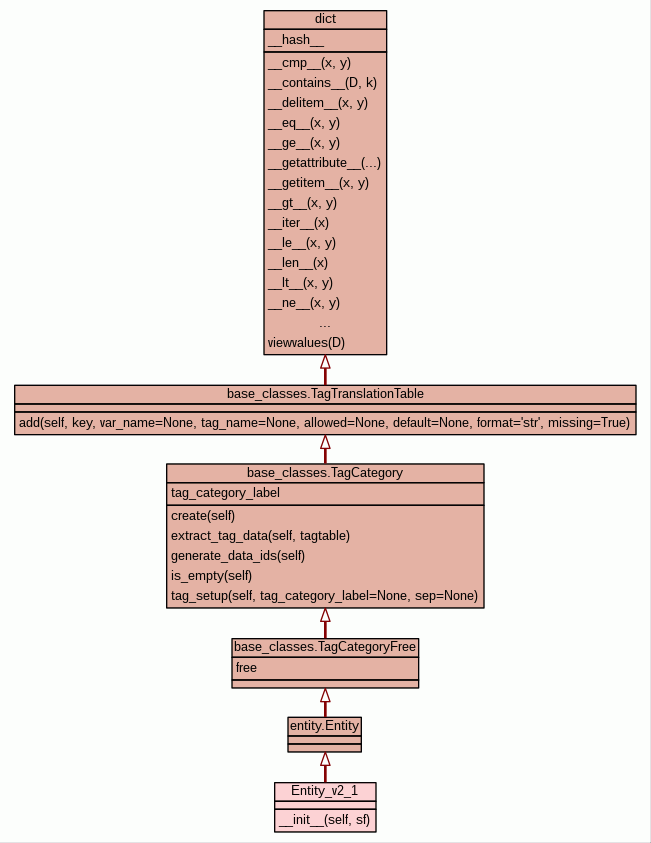 dict
__hash__
__cmp__(x, y)
__contains__(D, k)
__delitem__(x, y)
__eq__(x, y)
__ge__(x, y)
__getattribute__(...)
__getitem__(x, y)
__gt__(x, y)
__iter__(x)
__le__(x, y)
__len__(x)
__lt__(x, y)
__ne__(x, y)
...
viewvalues(D)
base_classes.TagTranslationTable
add(self, key, var_name=None, tag_name=None, allowed=None, default=None, format='str', missing=True)
base_classes.TagCategory
tag_category_label
create(self)
extract_tag_data(self, tagtable)
generate_data_ids(self)
is_empty(self)
tag_setup(self, tag_category_label=None, sep=None)
base_classes.TagCategoryFree
free
entity.Entity
Entity_v2_1
__init__(self, sf)